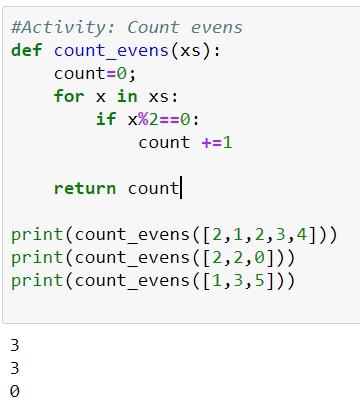 #Activity: Count evens
def count_evens(xs):
    count=0;
    for x in xs:
        if x%2==0:
            count +=1

    return count

print(count_evens([2,1,2,3,4]))
print(count_evens([2,2,0]))
print(count_evens([1,3,5]))

3
3
0